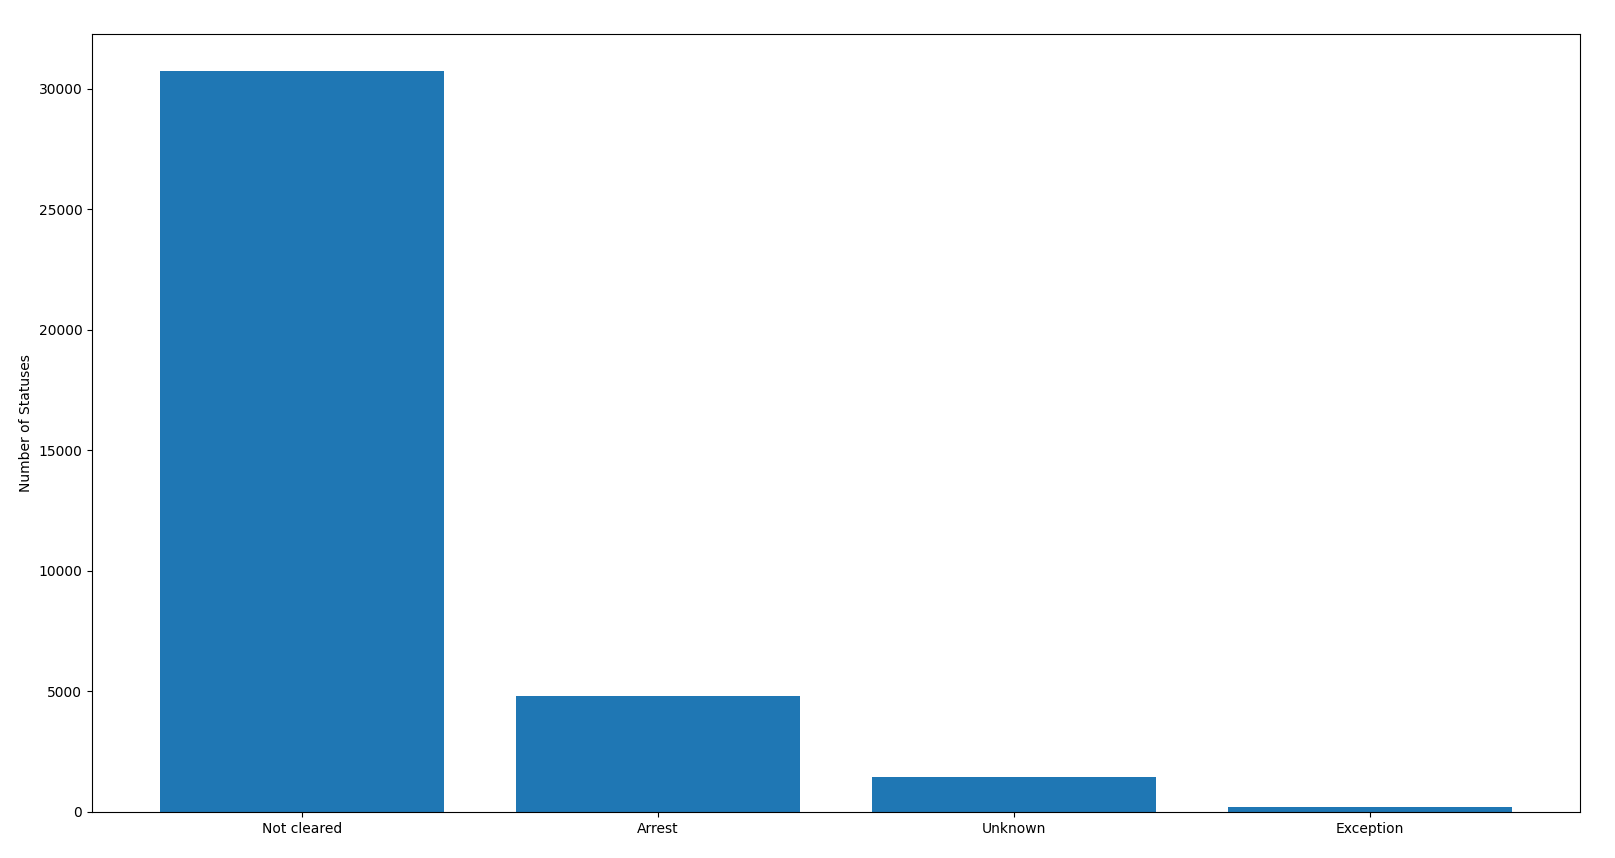 30000
25000
20000
15000
10000
5000
0
Number of Statuses
Not cleared
Arrest
Unknown
Exception